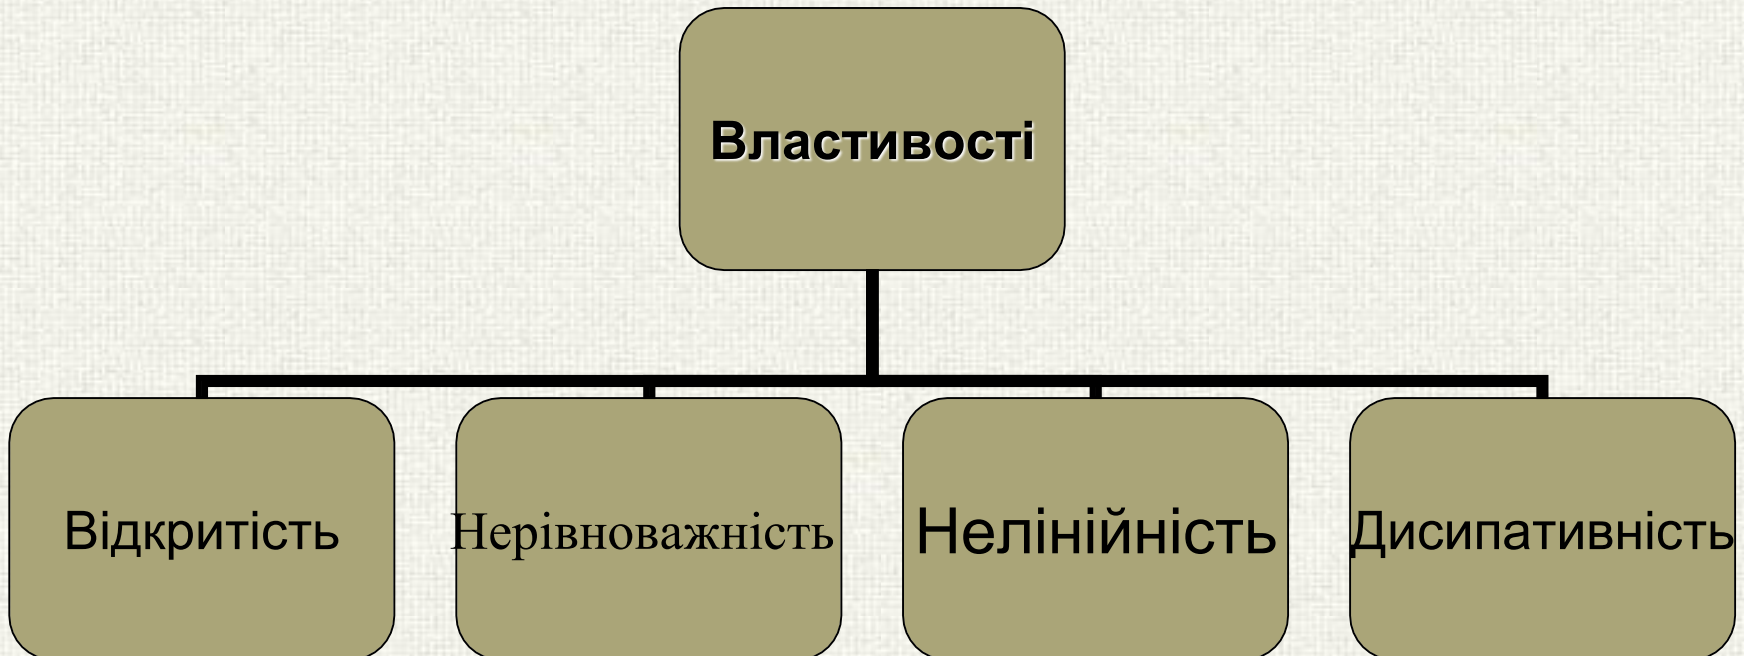 Властивості
Відкритість
Нерівноважність
Нелінійність
Дисипативність